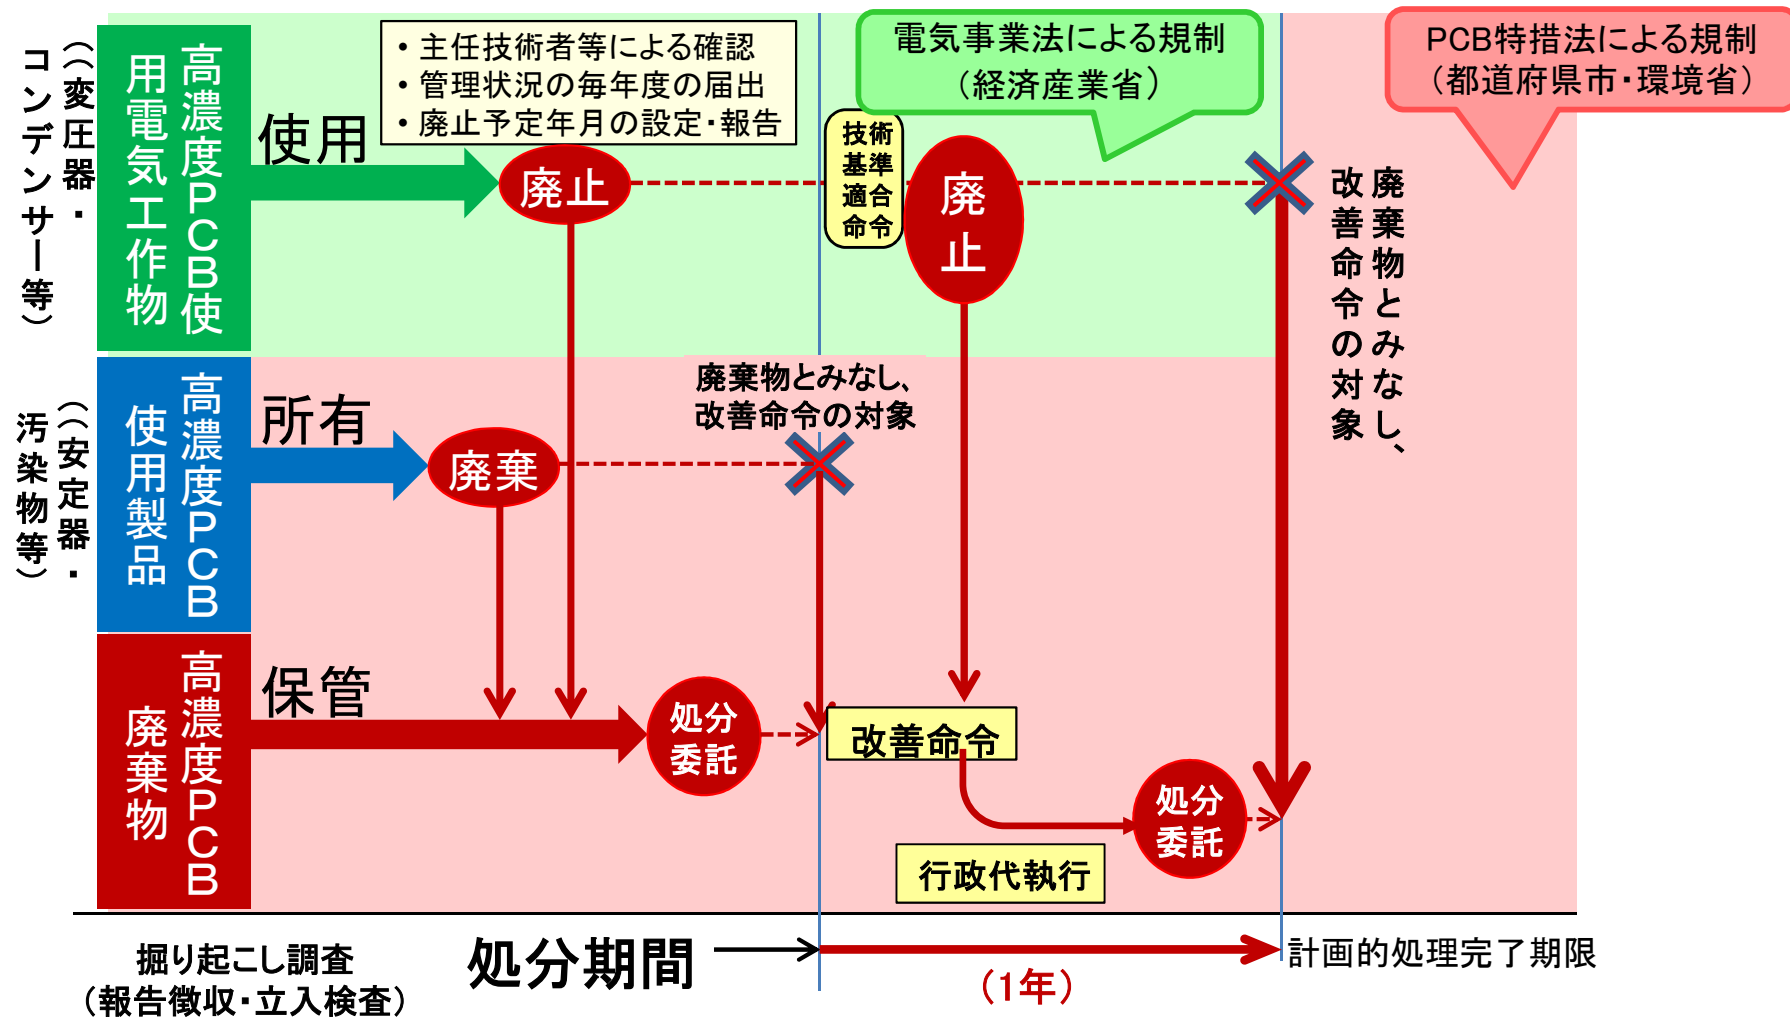 （変圧器・
コンデンサー等）
高濃度ＰＣＢ使
用電気工作物
使用
・主任技術者等による確認
・管理状況の毎年度の届出
・廃止予定年月の設定・報告
廃止
技術
基準
適合
命令
廃
止
電気事業法による規制
（経済産業省）
PCB特措法による規制
（都道府県市・環境省）
廃棄物とみなし、
改善命令の対象
（安定器・
汚染物等）
高濃度ＰＣＢ
使用製品
所有
廃棄
廃棄物とみなし、
改善命令の対象
高濃度ＰＣＢ
廃棄物
保管
処分
委託
改善命令
処分
委託
行政代執行
掘り起こし調査
（報告徴収・立入検査）
処分期間
（1年）
計画的処理完了期限